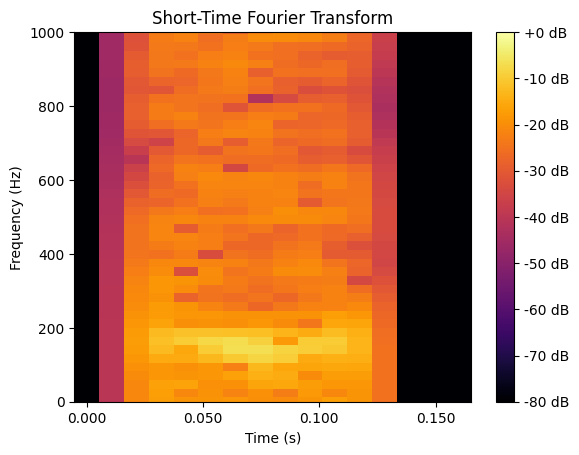 Short-Time Fourier Transform
Frequency (Hz)
1000
800
600
400
200
0
0.000 0.050 0.100 0.150
Time (s)
+0 dB
-10 dB
-20 dB
-30 dB
-40 dB
-50 dB
-60 dB
-70 dB
-80 dB